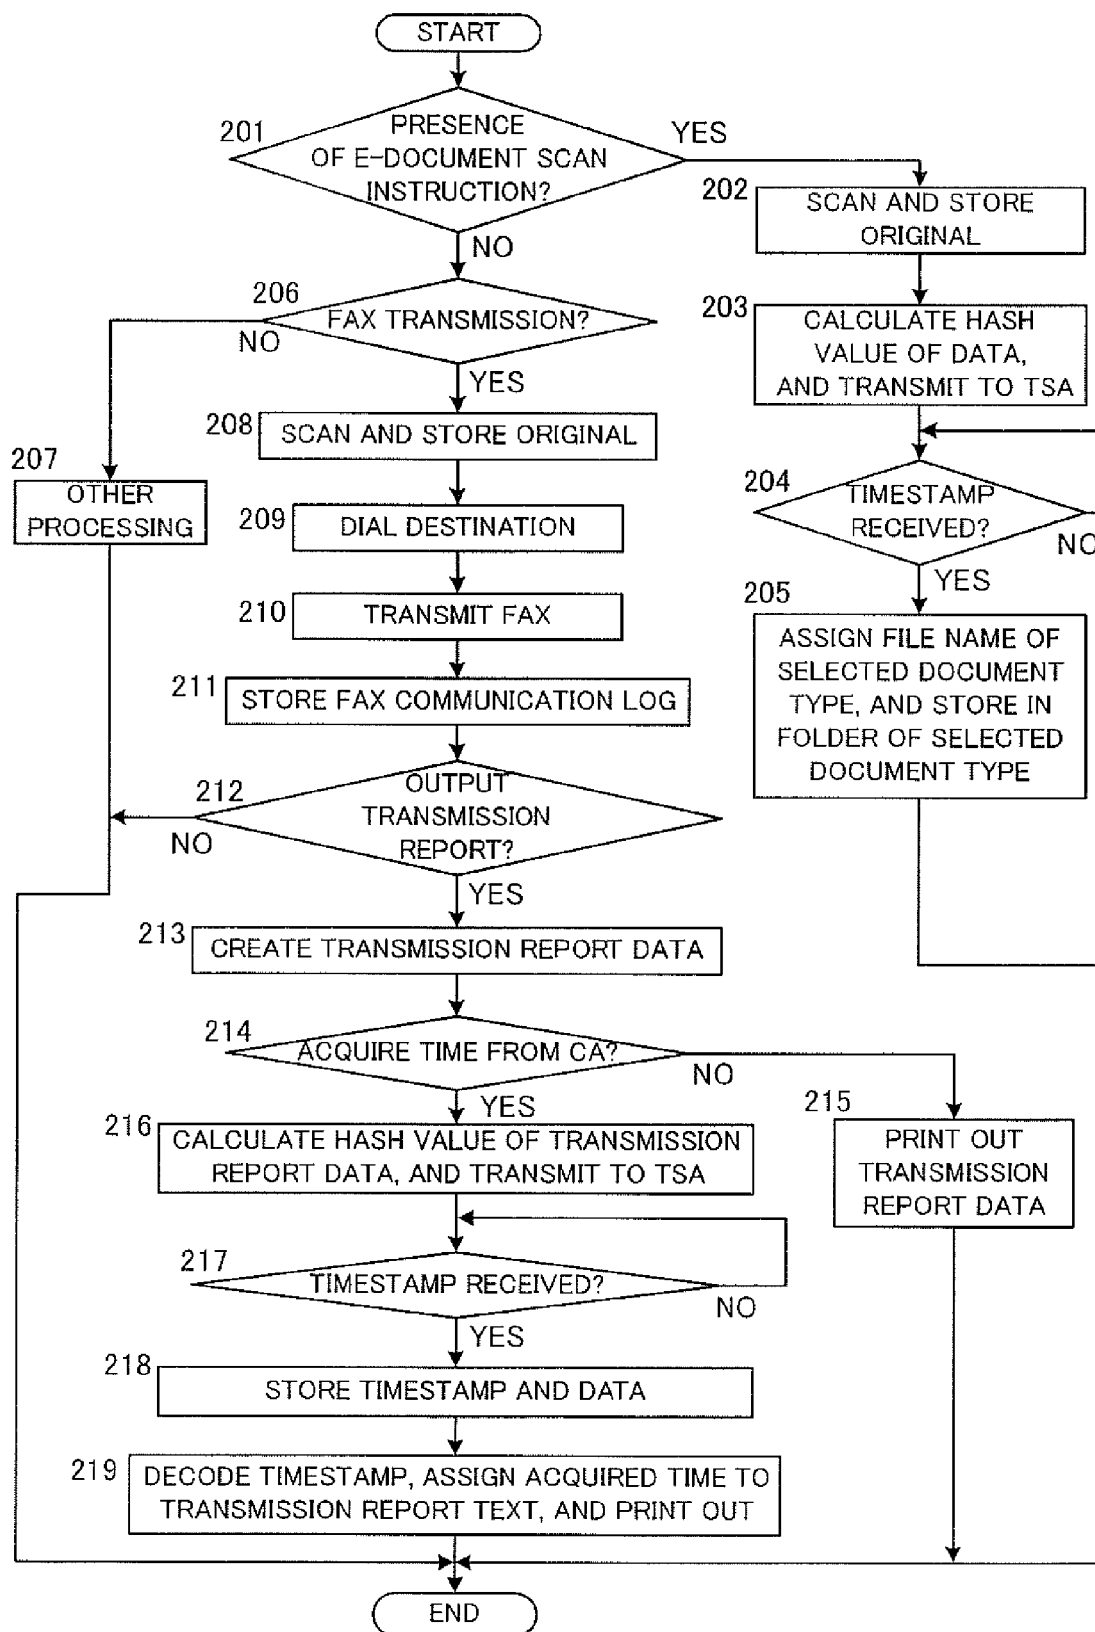 START
201
PRESENCE
OF E-DOCUMENT SCAN
INSTRUCTION?
YES
NO
202
SCAN AND STORE
ORIGINAL
203
CALCULATE HASH
VALUE OF DATA,
AND TRANSMIT TO TSA
204
TIMESTAMP
RECEIVED?
NO
YES
205
ASSIGN FILE NAME OF
SELECTED DOCUMENT
TYPE, AND STORE IN
FOLDER OF SELECTED
DOCUMENT TYPE
206
FAX TRANSMISSION?
NO
YES
207
OTHER
PROCESSING
208
SCAN AND STORE ORIGINAL
209
DIAL DESTINATION
210
TRANSMIT FAX
211
STORE FAX COMMUNICATION LOG
212
OUTPUT
TRANSMISSION
REPORT?
NO
YES
213
CREATE TRANSMISSION REPORT DATA
214
ACQUIRE TIME FROM CA?
NO
YES
215
PRINT OUT
TRANSMISSION
REPORT DATA
216
CALCULATE HASH VALUE OF TRANSMISSION
REPORT DATA, AND TRANSMIT TO TSA
217
TIMESTAMP RECEIVED?
NO
YES
218
STORE TIMESTAMP AND DATA
219
DECODE TIMESTAMP, ASSIGN ACQUIRED TIME TO
TRANSMISSION REPORT TEXT, AND PRINT OUT
END